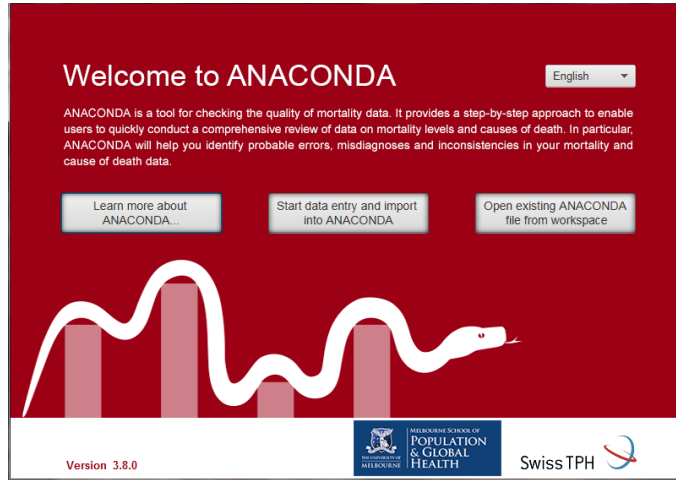 Welcome to ANACONDA
English
ANACONDA is a tool for checking the quality of mortality data. It provides a step-by-step approach to enable
users to quickly conduct a comprehensive review of data on mortality levels and causes of death. In particular,
ANACONDA will help you identify probable errors, misdiagnoses and inconsistencies in your mortality and
cause of death data.
Learn more about
ANACONDA...
Start data entry and import
into ANACONDA
Open existing ANACONDA
file from workspace
Version 3.8.0
THE UNIVERSITY OF
MELBOURNE
MELBOURNE SCHOOL OF
POPULATION
& GLOBAL
HEALTH
Swiss TPH